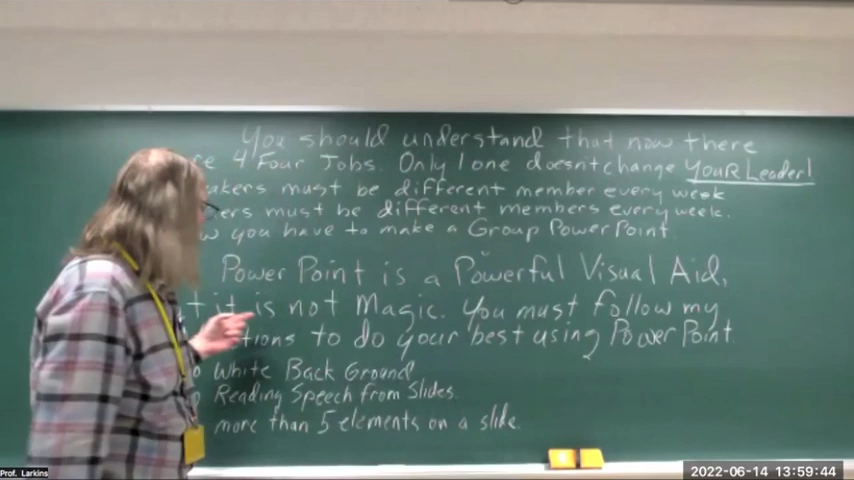 You should understand that now there
re 4 Four Jobs. Only 1 one doesn't change YOUR Leader!
akers must be different member every week
ers must be different members every week.
w you have to make a Group PowerPoint
Power Point is a Powerful Visual Aid,
t it is not Magic. You must follow my
tions to do your best using PowerPoint.
o White Back Ground
Reading Speech from Slides.
more than 5 elements on a slide.
Prof. Larkins
2022-06-14 13:59:44